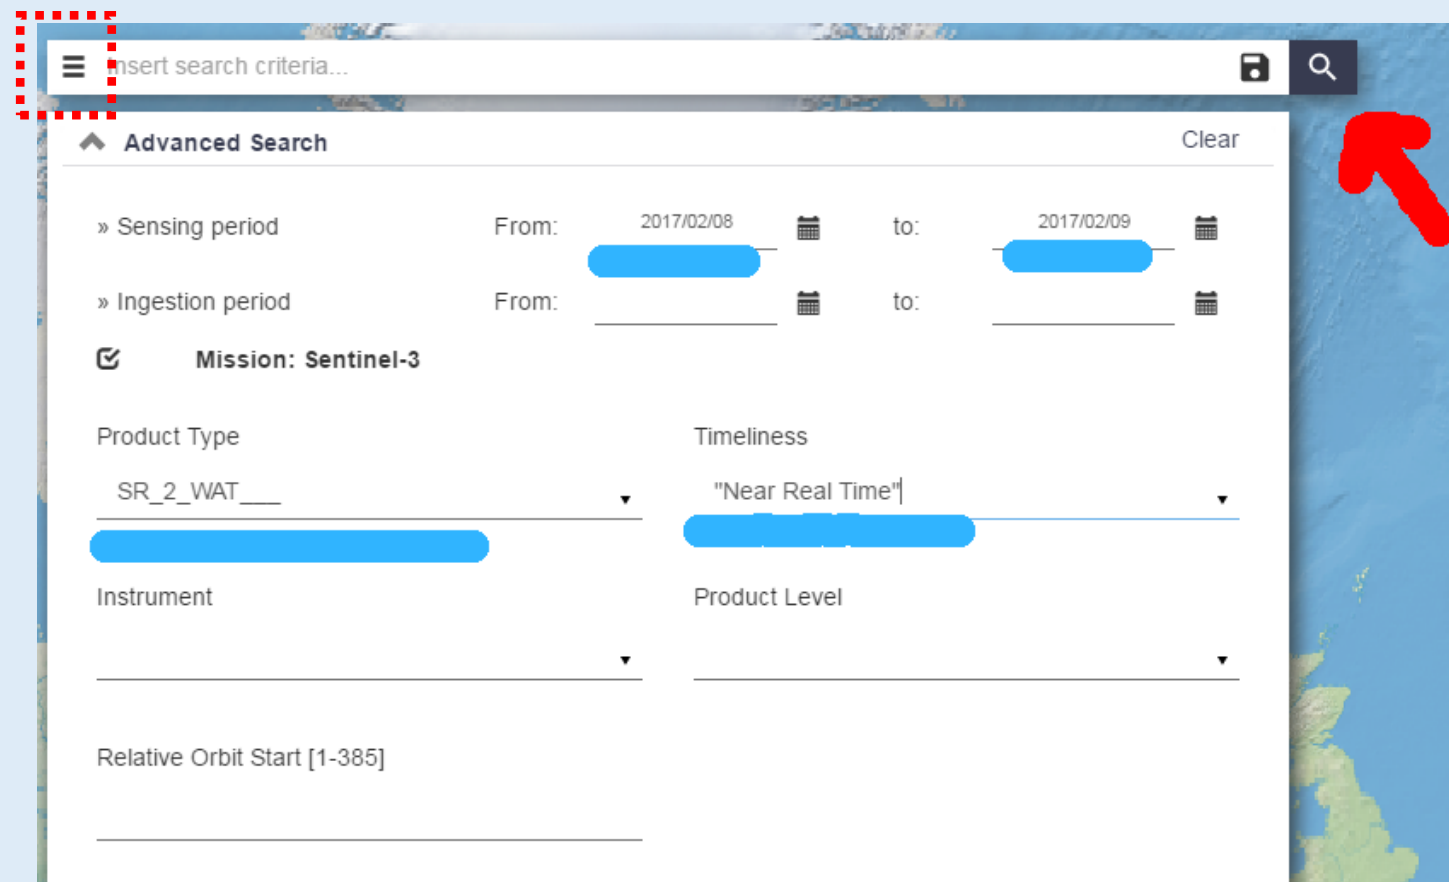 Insert search criteria...
Advanced Search Clear
» Sensing period From: 2017/02/08 to: 2017/02/09
» Ingestion period From: to:
Mission: Sentinel-3
Product Type Timeliness
SR_2_WAT___ "Near Real Time"
Instrument Product Level
Relative Orbit Start [1-385]